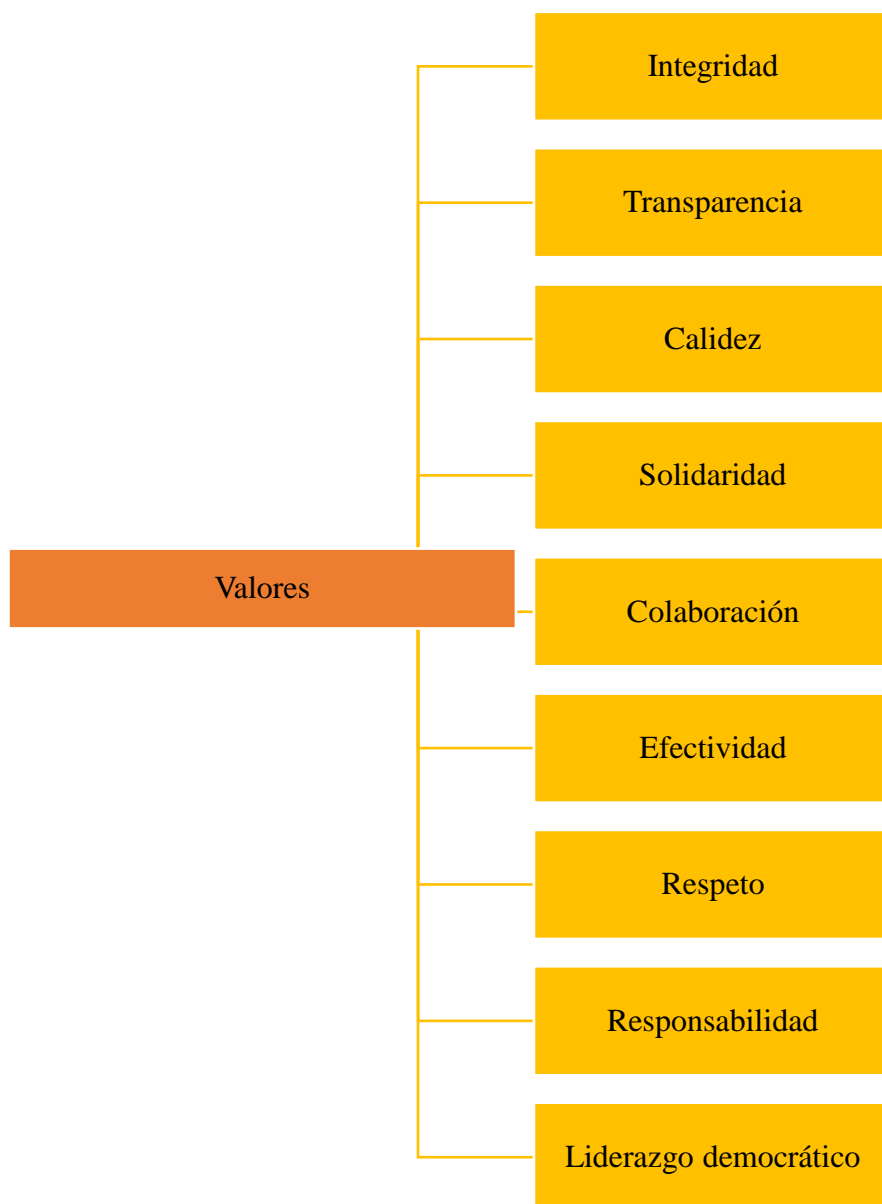 Valores
Integridad
Transparencia
Calidez
Solidaridad
Colaboración
Efectividad
Respeto
Responsabilidad
Liderazgo democrático